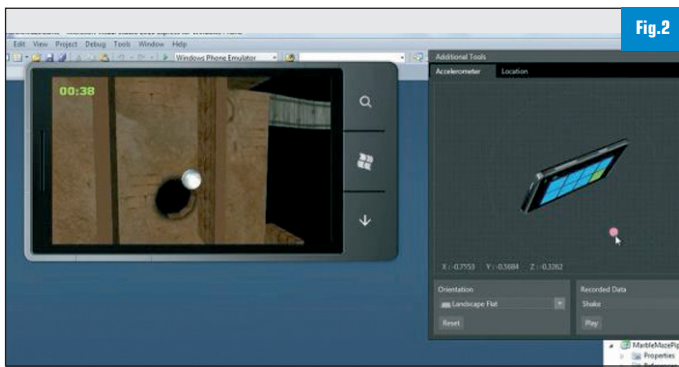 Fig.2
Edit View Project Debug Tools Window Help
Windows Phone Emulator
Additional Tools
Accelerometer Location
00:38
X : -0.7553 Y : -0.5684 Z : -0.3262
Orientation Recorded Data
Landscape Flat Shake
Reset Play
MarbleMazePip
Properties